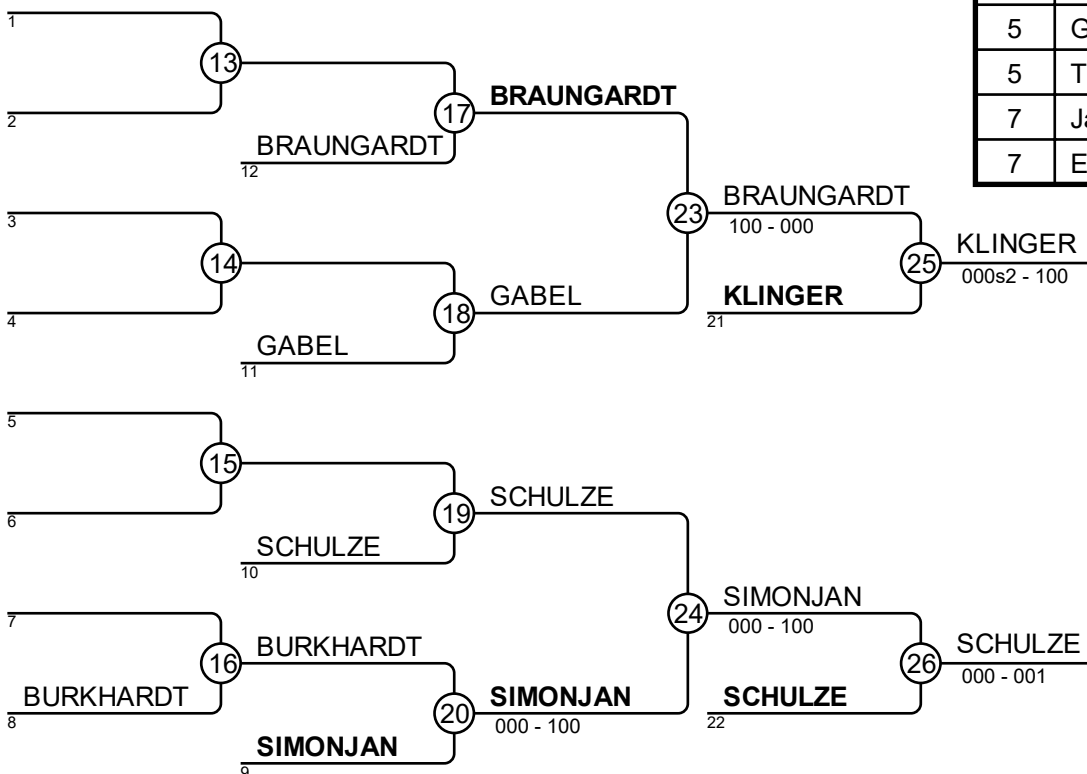 1
13
2
17
BRAUNGARDT
BRAUNGARDT
12
3
14
4
18
GABEL
GABEL
11
23
BRAUNGARDT
100 - 000
25
KLINGER
000s2 - 100
KLINGER
21
5
15
6
19
SCHULZE
SCHULZE
10
7
16
BURKHARDT
BURKHARDT
8
20
SIMONJAN
000 - 100
SIMONJAN
9
24
SIMONJAN
000 - 100
26
SCHULZE
000 - 001
SCHULZE
22
5 G
5 T
7 Ja
7 E